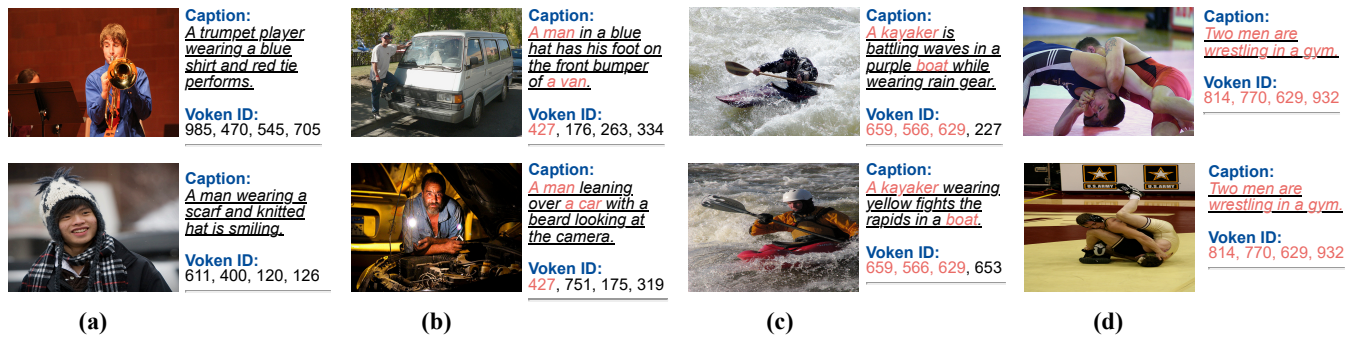 Caption:
A trumpet player
wearing a blue
shirt and red tie
performs.
Voken ID:
985, 470, 545, 705
Caption:
A man wearing a
scarf and knitted
hat is smiling.
Voken ID:
611, 400, 120, 126
(a)
Caption:
A man in a blue
hat has his foot on
the front bumper
of a van.
Voken ID:
427, 176, 263, 334
Caption:
A man leaning
over a car with a
beard looking at
the camera.
Voken ID:
427, 751, 175, 319
(b)
Caption:
A kayaker is
battling waves in a
purple boat while
wearing rain gear.
Voken ID:
659, 566, 629, 227
Caption:
A kayaker wearing
yellow fights the
rapids in a boat.
Voken ID:
659, 566, 629, 653
(c)
Caption:
Two men are
wrestling in a gym.
Voken ID:
814, 770, 629, 932
U.S.ARMY
U.S.ARMY
Caption:
Two men are
wrestling in a gym.
Voken ID:
814, 770, 629, 932
(d)